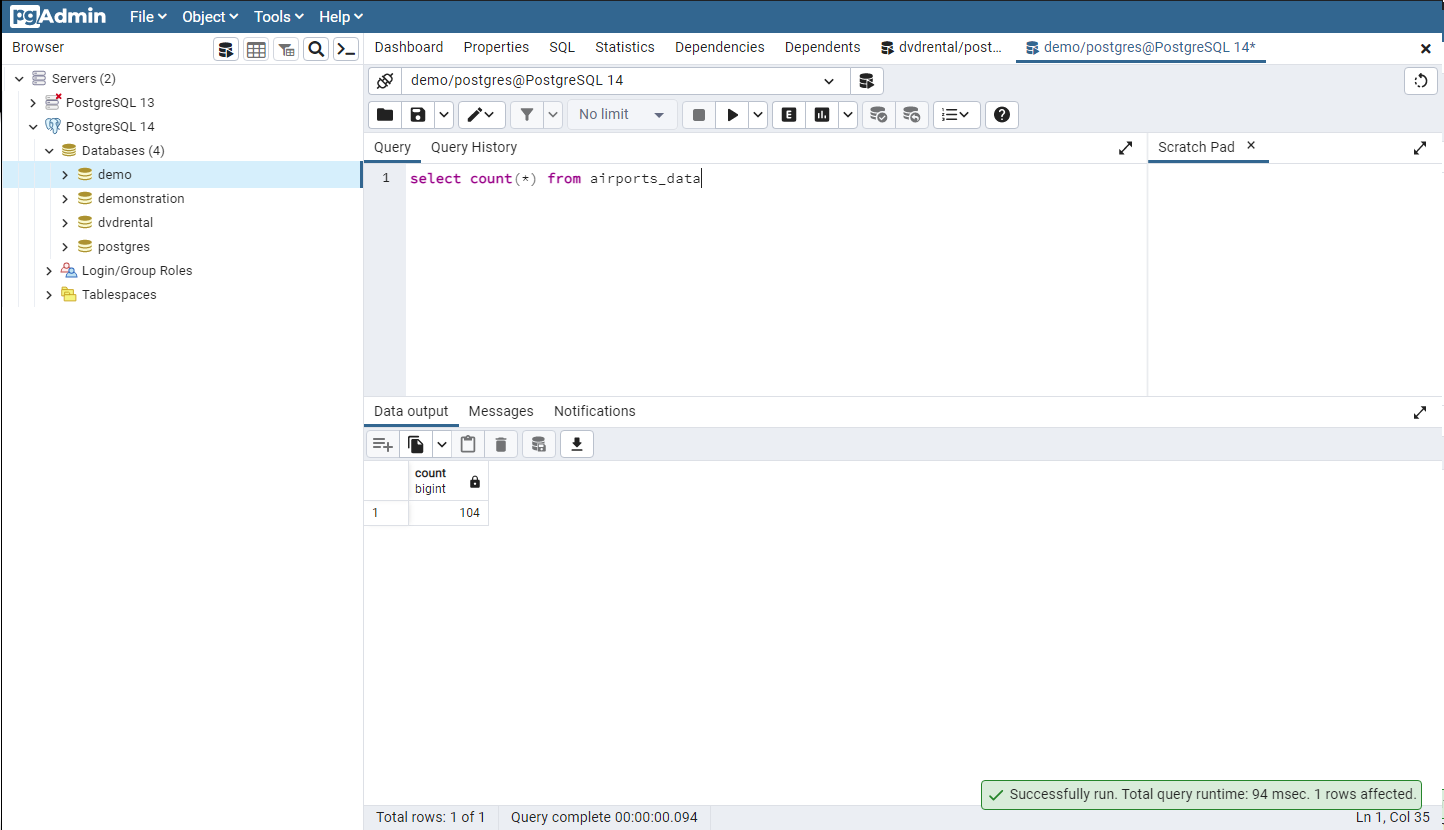 pgAdmin File Object Tools Help
Browser
Dashboard Properties SQL Statistics Dependencies Dependents dvdrental/post... demo/postgres@PostgreSQL 14*
Servers (2)
PostgreSQL 13
PostgreSQL 14
Databases (4)
demo
demonstration
dvdrental
postgres
Login/Group Roles
Tablespaces
demo/postgres@PostgreSQL 14
No limit E
Query Query History Scratch Pad
1 select count(*) from airports_data
Data output Messages Notifications
count
bigint
1 104
Successfully run. Total query runtime: 94 msec. 1 rows affected.
Total rows: 1 of 1 Query complete 00:00:00.094 Ln 1, Col 35